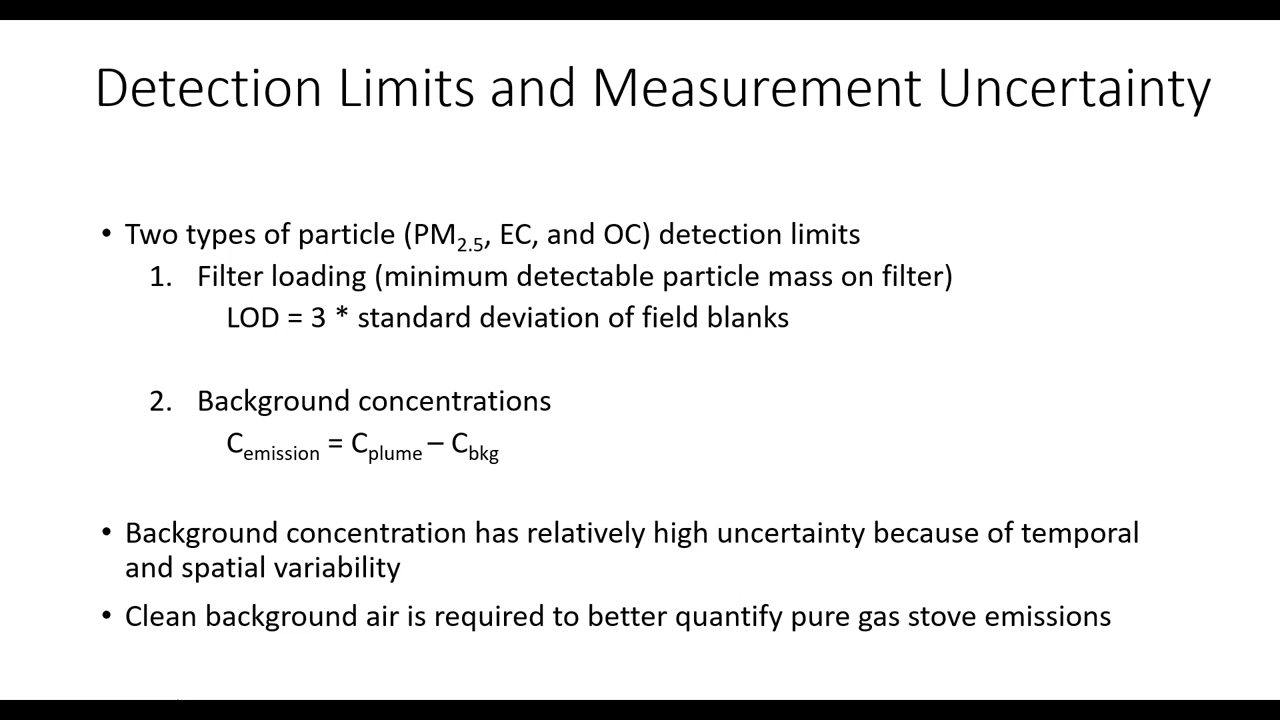 Detection Limits and Measurement Uncertainty
• Two types of particle (PM2.5, EC, and OC) detection limits
1. Filter loading (minimum detectable particle mass on filter)
LOD = 3 * standard deviation of field blanks
2. Background concentrations
Cemission = Cplume – Cbkg
• Background concentration has relatively high uncertainty because of temporal
and spatial variability
• Clean background air is required to better quantify pure gas stove emissions